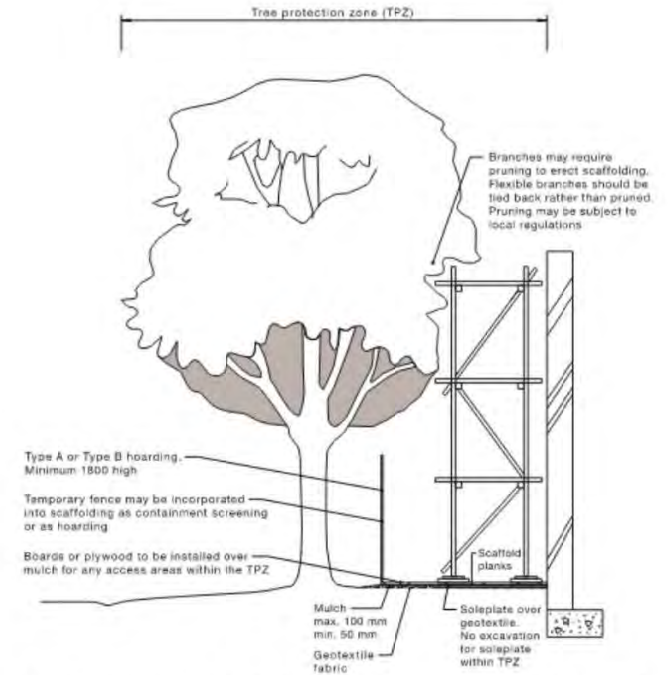 Tree protection zone (TPZ)
Branches may require
pruning to erect scaffolding.
Flexible branches should be
tied back rather than pruned.
Pruning may be subject to
local regulations
Type A or Type B hoarding.
Minimum 1800 high
Temporary fence may be incorporated
into scaffolding as containment screening
or as hoarding
Boards or plywood to be installed over
mulch for any access areas within the TPZ
Scaffold
planks
Mulch
max. 100 mm
min. 50 mm
Geotextile
fabric
Soleplate over
geotextile.
No excavation
for soleplate
within TPZ